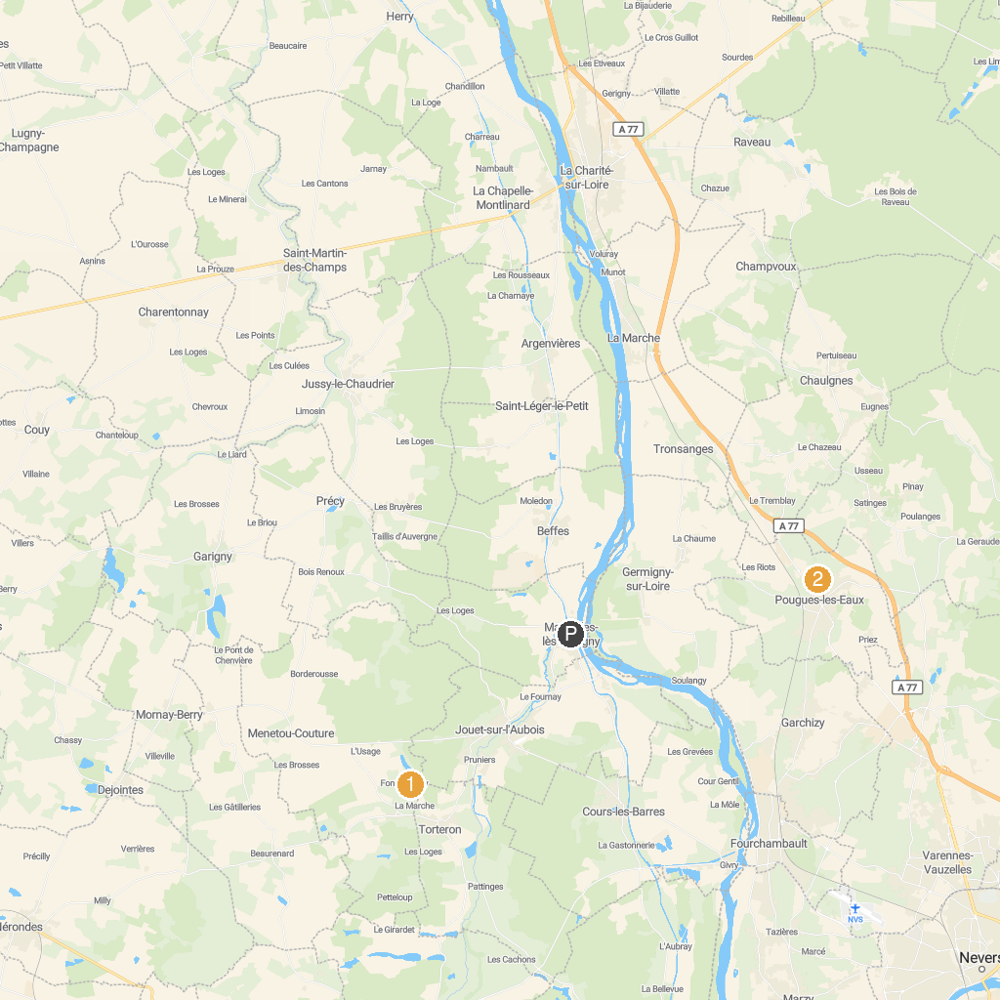 Herry
La Bijauderie
Rebilleau
Le Cros Guillot
Beaucaire
Petit Villatte
Sourdes
Les Etiveaux
Chandillon
Gerigny
Villatte
La Loge
A 77
Lugny-
Champagne
Charreau
Raveau
Les Loges
Jarnay
Nambault
La Charité-
sur-Loire
Les Cantons
La Chapelle-
Montlinard
Chazue
Les Bois de
Raveau
Le Minerai
L'Ourosse
Asnins
La Prouze
Saint-Martin-
des-Champs
Voluray
Munot
Champvoux
Les Rousseaux
La Charnaye
Charentonnay
Les Points
Argenvières
La Marche
Les Loges
Les Culées
Pertuiseau
Jussy-le-Chaudrier
Chaulgnes
Chevroux
Limosin
Saint-Léger-le-Petit
Eugnes
Couy
Chanteloup
Le Liard
Les Loges
Tronsanges
Le Chazeau
Villaine
Usseau
Pinay
Les Brosses
Précy
Les Bruyères
Moledon
Le Tremblay
Satinges
Poulanges
Le Briou
Taillis d'Auvergne
Beffes
A 77
La Chaume
Villers
Garigny
Bois Renoux
Germigny-
sur-Loire
Les Riots
2
Pougues-les-Eaux
Berry
Les Loges
P
Priez
Le Pont de
Chenvière
Borderousse
Soulangy
A 77
Le Fournay
Mornay-Berry
Menetou-Couture
Jouet-sur-l'Aubois
Garchizy
Chassy
Villeville
L'Usage
Les Brosses
Pruniers
Les Grevées
1
Dejointes
Les Gâtilleries
La Marche
Cour Gentil
La Môle
Cours-les-Barres
Torteron
Fourchambault
Précilly
Verrières
Beaurenard
Les Loges
La Gastonnerie
Givry
Varennes-
Vauzelles
Milly
Petteloup
Pattinges
NVS
Le Girardet
Tazières
Les Cachons
L'Aubray
Marcé
Nevers
La Bellevue
Marzy